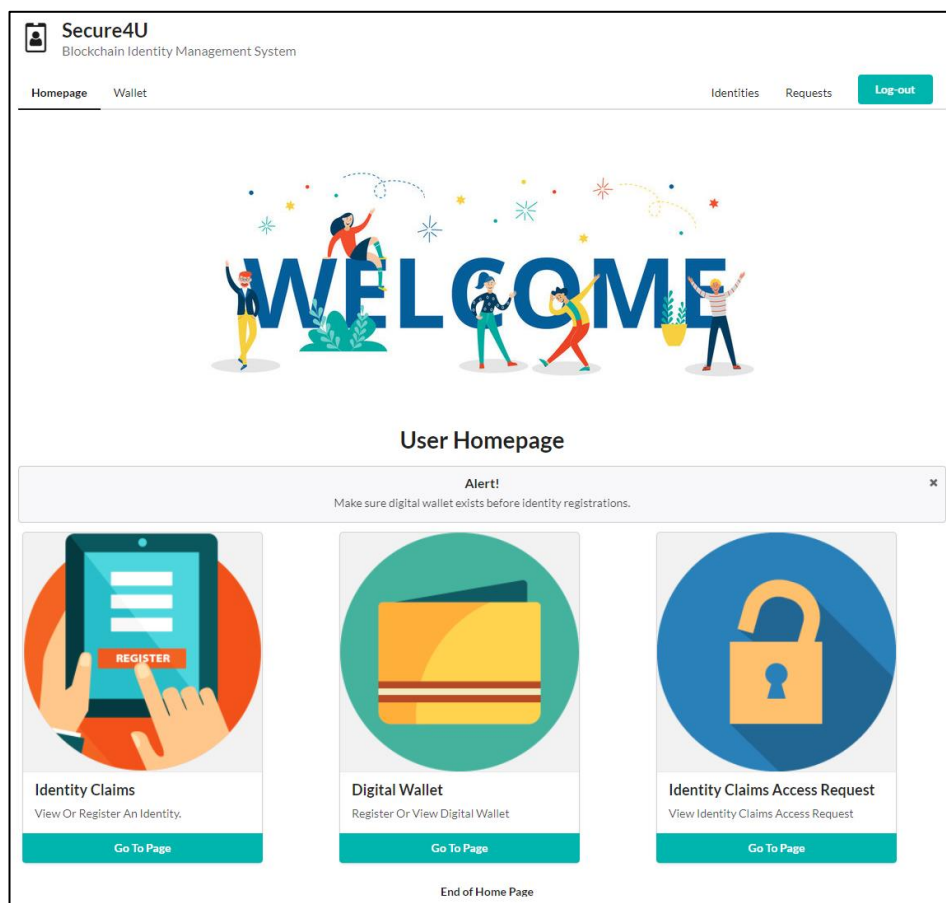 Secure4U
Blockchain Identity Management System
Homepage Wallet Identities Requests Log-out
WELCOME
User Homepage
Alert!
Make sure digital wallet exists before identity registrations.
REGISTER
Identity Claims
View Or Register An Identity.
Go To Page
Digital Wallet
Register Or View Digital Wallet
Go To Page
Identity Claims Access Request
View Identity Claims Access Request
Go To Page
End of Home Page